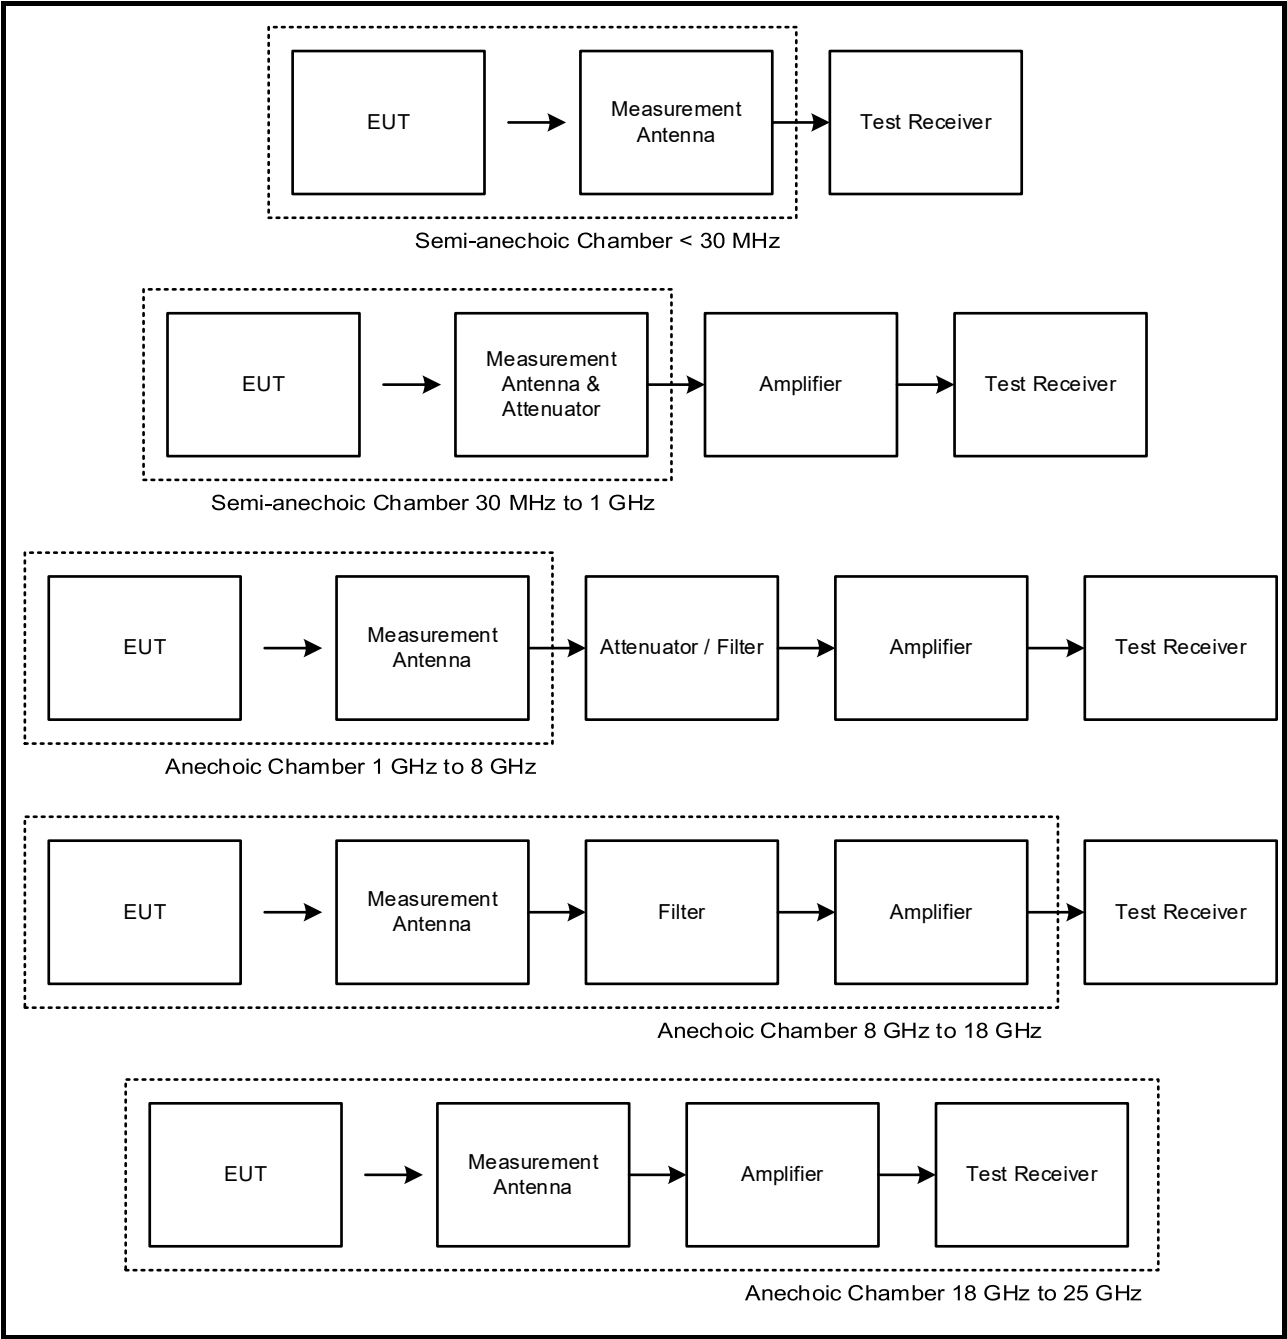 EUT
Measurement
Antenna
Test Receiver
Semi-anechoic Chamber < 30 MHz
EUT
Measurement
Antenna &
Attenuator
Amplifier
Test Receiver
Semi-anechoic Chamber 30 MHz to 1 GHz
EUT
Measurement
Antenna
Attenuator / Filter
Amplifier
Test Receiver
Anechoic Chamber 1 GHz to 8 GHz
EUT
Measurement
Antenna
Filter
Amplifier
Test Receiver
Anechoic Chamber 8 GHz to 18 GHz
EUT
Measurement
Antenna
Amplifier
Test Receiver
Anechoic Chamber 18 GHz to 25 GHz